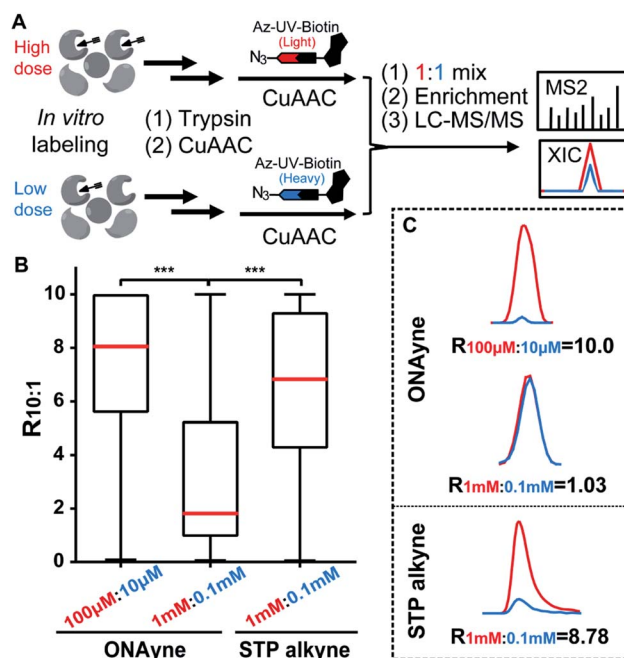 A
High
dose
In vitro
labeling
Low
dose
(1) Trypsin
(2) CuAAC
Az-UV-Biotin
(Light)
N3
CuAAC
Az-UV-Biotin
(Heavy)
N3
CuAAC
(1) 1:1 mix
(2) Enrichment
(3) LC-MS/MS
MS2
XIC
B
***
***
R10:1
10
8
6
4
2
0
100µM:10µM
1mM:0.1mM
1mM:0.1mM
ONAyne
STP alkyne
C
ONAyne
R100µM:10µM=10.0
R1mM:0.1mM=1.03
STP alkyne
R1mM:0.1mM=8.78